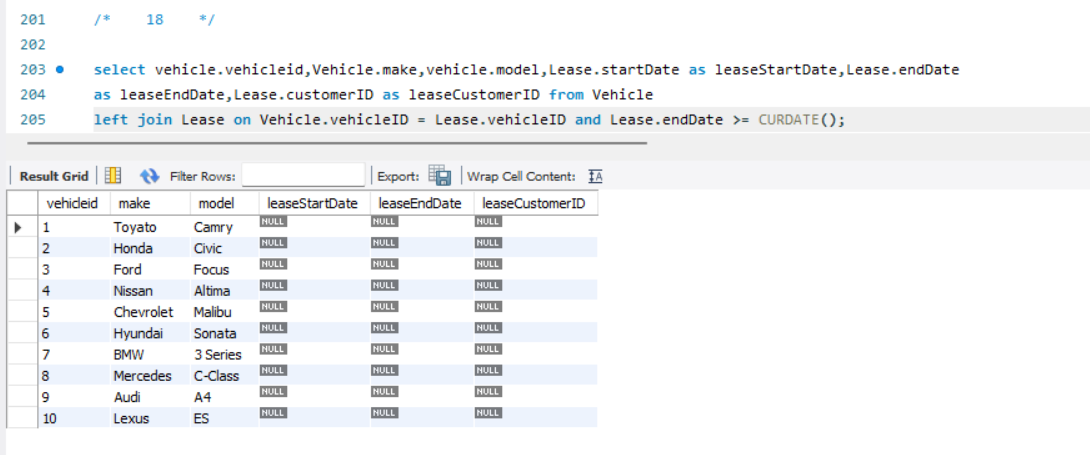 201 /* 18 */
202
203 select vehicle.vehicleid,Vehicle.make,vehicle.model,Lease.startDate as leaseStartDate,Lease.endDate
204 as leaseEndDate,Lease.customerID as leaseCustomerID from Vehicle
205 left join Lease on Vehicle.vehicleID = Lease.vehicleID and Lease.endDate >= CURDATE();
Result Grid Filter Rows: Export: Wrap Cell Content: IA
vehicleid make model leaseStartDate leaseEndDate leaseCustomerID
1 Toyato Camry NULL NULL NULL
2 Honda Civic NULL NULL NULL
3 Ford Focus NULL NULL NULL
4 Nissan Altima NULL NULL NULL
5 Chevrolet Malibu NULL NULL NULL
6 Hyundai Sonata NULL NULL NULL
7 BMW 3 Series NULL NULL NULL
8 Mercedes C-Class NULL NULL NULL
9 Audi A4 NULL NULL NULL
10 Lexus ES NULL NULL NULL